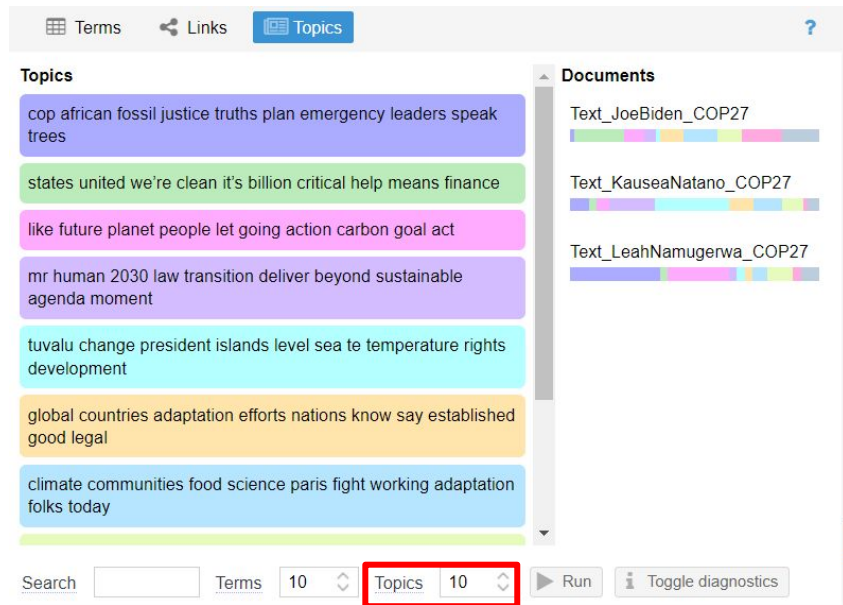 Terms Links Topics ?
Topics
cop african fossil justice truths plan emergency leaders speak
trees
states united we're clean it's billion critical help means finance
like future planet people let going action carbon goal act
mr human 2030 law transition deliver beyond sustainable
agenda moment
tuvalu change president islands level sea te temperature rights
development
global countries adaptation efforts nations know say established
good legal
climate communities food science paris fight working adaptation
folks today
Documents
Text_JoeBiden_COP27
Text_KauseaNatano_COP27
Text_LeahNamugerwa_COP27
Search Terms 10 Topics 10 Run i Toggle diagnostics